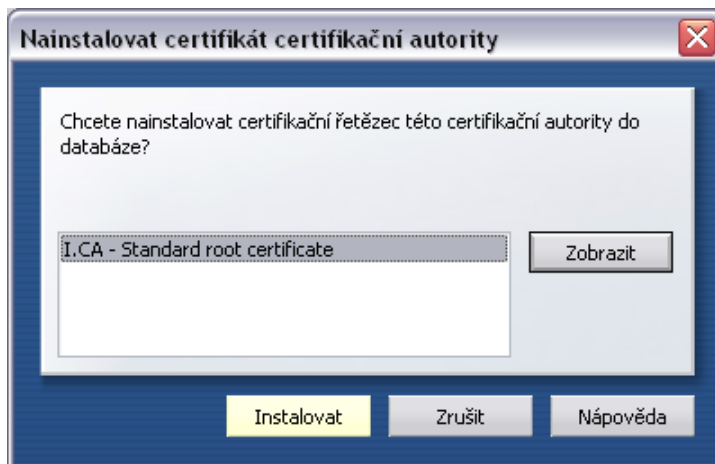 Nainstalovat certifikát certifikační autority
Chcete nainstalovat certifikační řetězec této certifikační autority do
databáze?
I.CA - Standard root certificate
Zobrazit
Instalovat
Zrušit
Nápověda